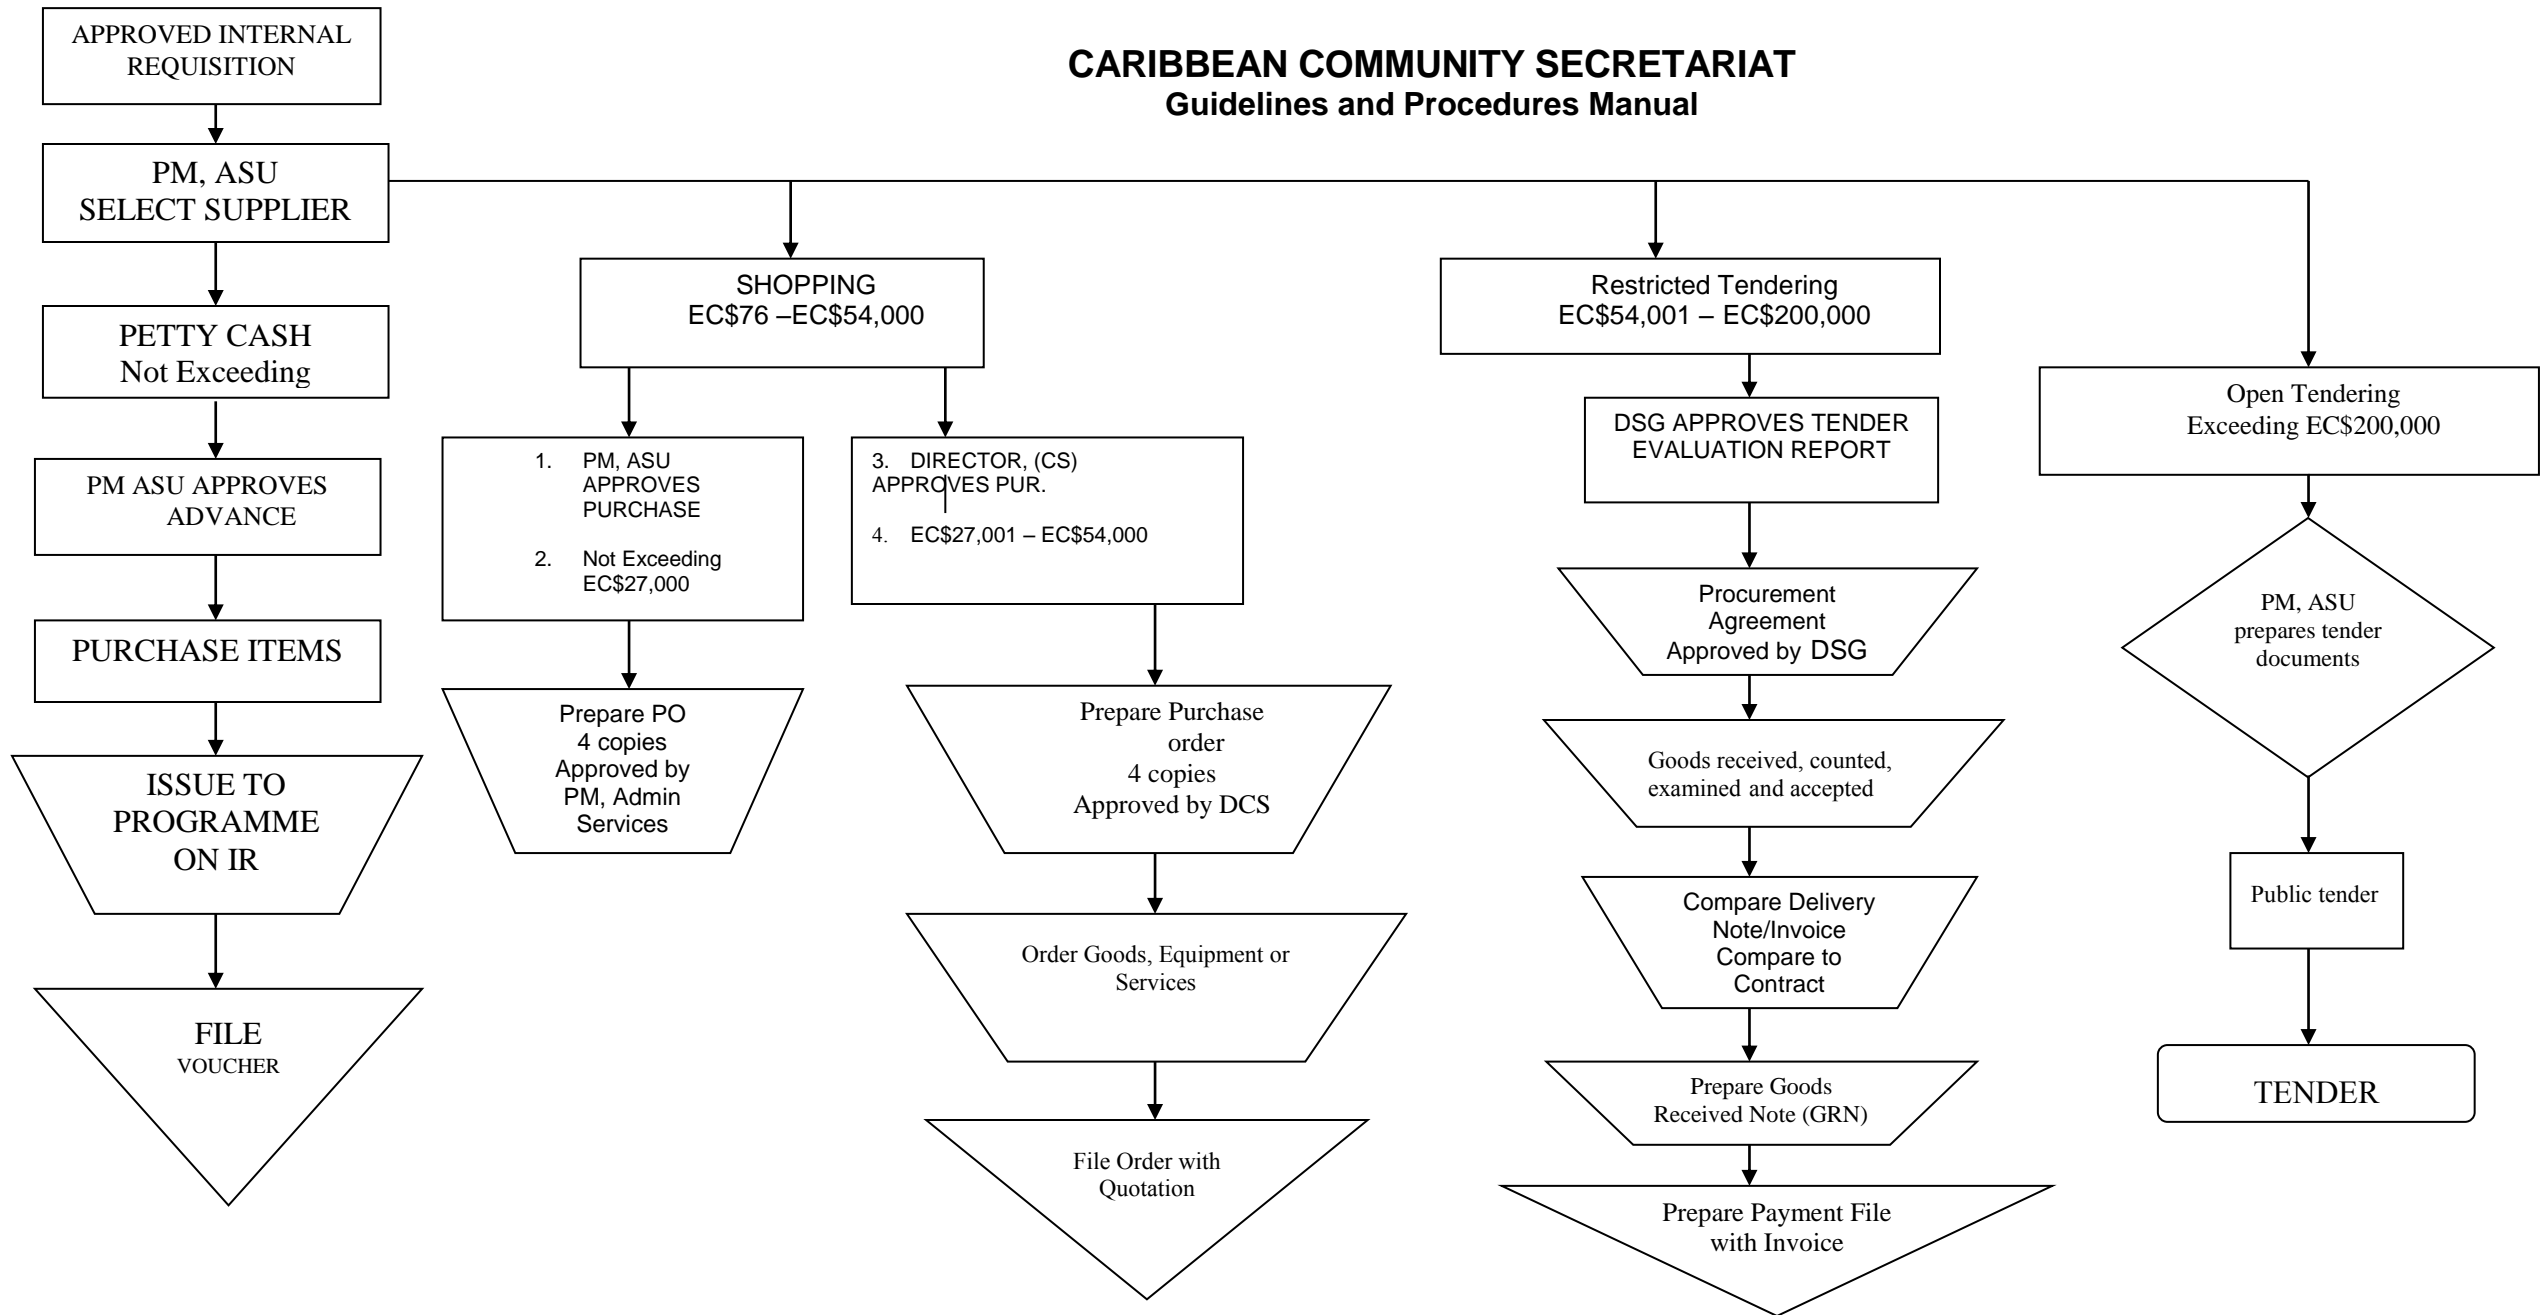 CARIBBEAN COMMUNITY SECRETARIAT
Guidelines and Procedures Manual
APPROVED INTERNAL
REQUISITION
PM, ASU
SELECT SUPPLIER
PETTY CASH
Not Exceeding
PM ASU APPROVES
ADVANCE
PURCHASE ITEMS
ISSUE TO
PROGRAMME
ON IR
FILE
VOUCHER
SHOPPING
EC$76 –EC$54,000
1. PM, ASU
APPROVES
PURCHASE
2. Not Exceeding
EC$27,000
Prepare PO
4 copies
Approved by
PM, Admin
Services
3. DIRECTOR, (CS)
APPROVES PUR.
4. EC$27,001 – EC$54,000
Prepare Purchase
order
4 copies
Approved by DCS
Order Goods, Equipment or
Services
File Order with
Quotation
Restricted Tendering
EC$54,001 – EC$200,000
DSG APPROVES TENDER
EVALUATION REPORT
Procurement
Agreement
Approved by DSG
Goods received, counted,
examined and accepted
Compare Delivery
Note/Invoice
Compare to
Contract
Prepare Goods
Received Note (GRN)
Prepare Payment File
with Invoice
Open Tendering
Exceeding EC$200,000
PM, ASU
prepares tender
documents
Public tender
TENDER